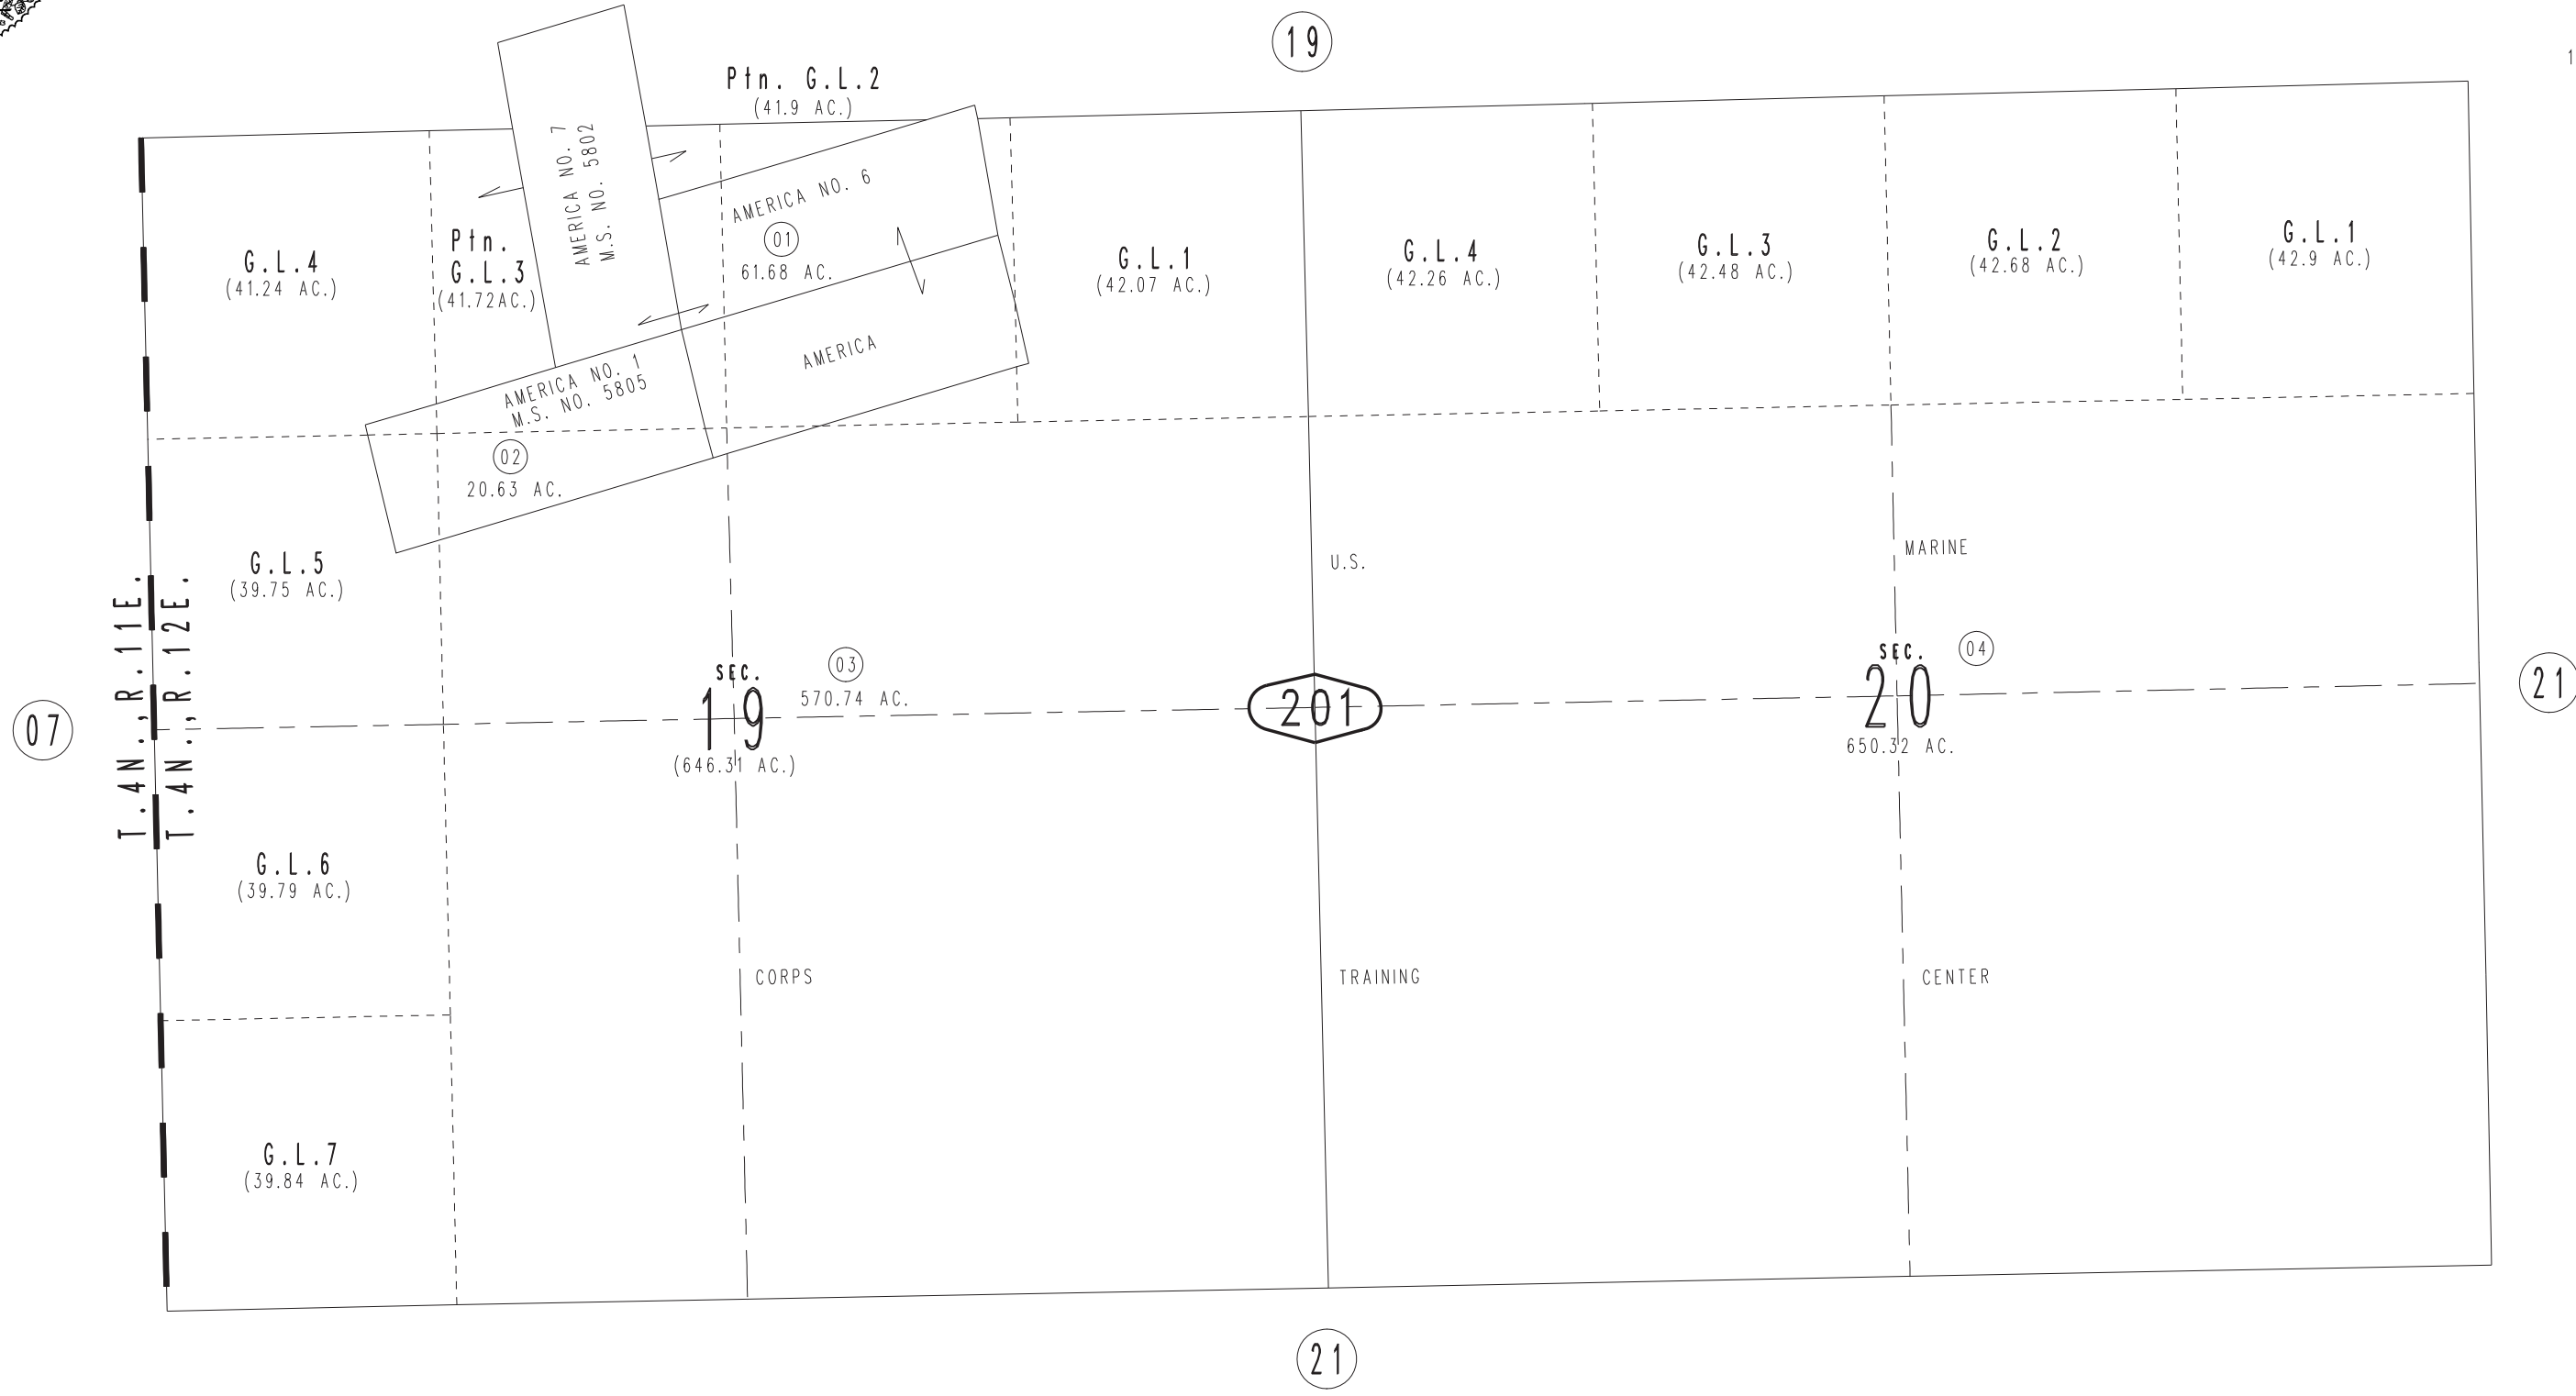 19
1
Ptn. G.L.2
(41.9 AC.)
AMERICA NO. 7
M.S. NO. 5802
AMERICA NO. 6
01
61.68 AC.
G.L.4
(41.24 AC.)
Ptn.
G.L.3
(41.72AC.)
G.L.1
(42.07 AC.)
G.L.4
(42.26 AC.)
G.L.3
(42.48 AC.)
G.L.2
(42.68 AC.)
G.L.1
(42.9 AC.)
AMERICA
AMERICA NO. 1
M.S. NO. 5805
02
20.63 AC.
G.L.5
(39.75 AC.)
U.S.
MARINE
T.4N.,R.11E.
T.4N.,R.12E.
07
SEC.
19
(646.31 AC.)
03
570.74 AC.
201
SEC.
20
650.32 AC.
04
21
G.L.6
(39.79 AC.)
CORPS
TRAINING
CENTER
G.L.7
(39.84 AC.)
21